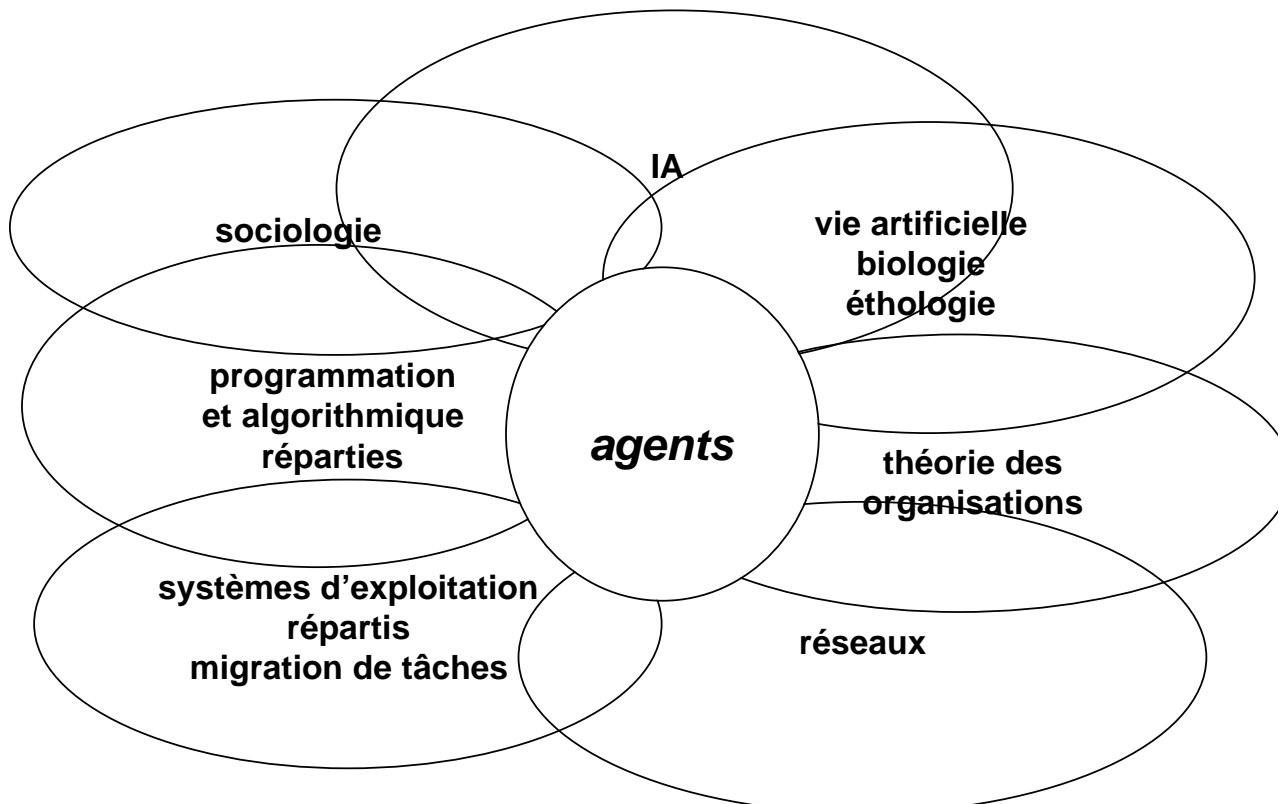 IA
sociologie
vie artificielle
biologie
éthologie
programmation
et algorithmique
réparties
agents
théorie des
organisations
systèmes d'exploitation
répartis
migration de tâches
réseaux